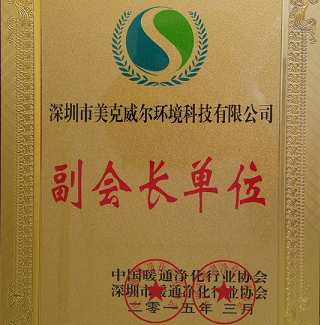 深圳市美克威尔环境科技有限公司
副会长单位
中国暖通净化行业协会
深圳市暖通净化行业协会
二零一五年 三月